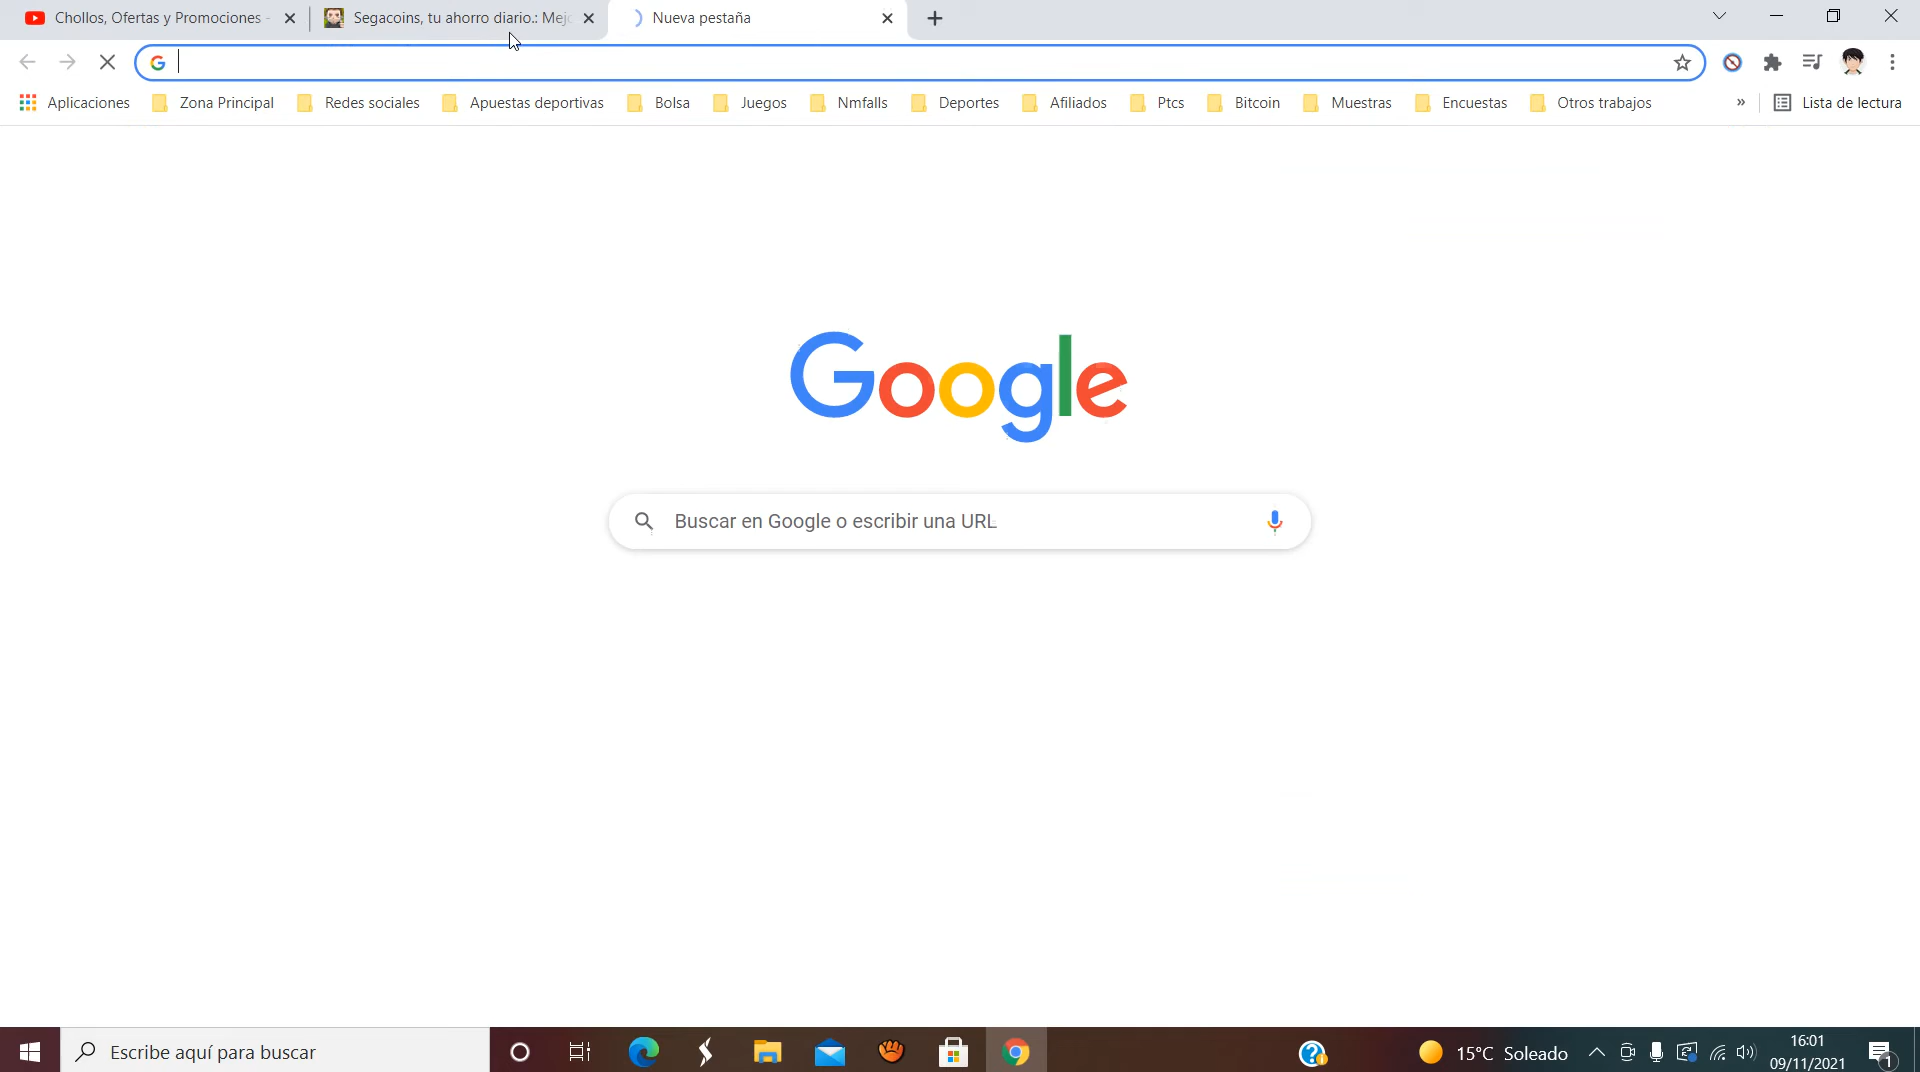 Chollos, Ofertas y Promociones -
Segacoins, tu ahorro diario.: Mejo
Nueva pestaña
Aplicaciones
Zona Principal
Redes sociales
Apuestas deportivas
Bolsa
Juegos
Nmfalls
Deportes
Afiliados
Ptcs
Bitcoin
Muestras
Encuestas
Otros trabajos
»
Lista de lectura
Google
Buscar en Google o escribir una URL
Escribe aquí para buscar
15°C Soleado
16:01
09/11/2021
1